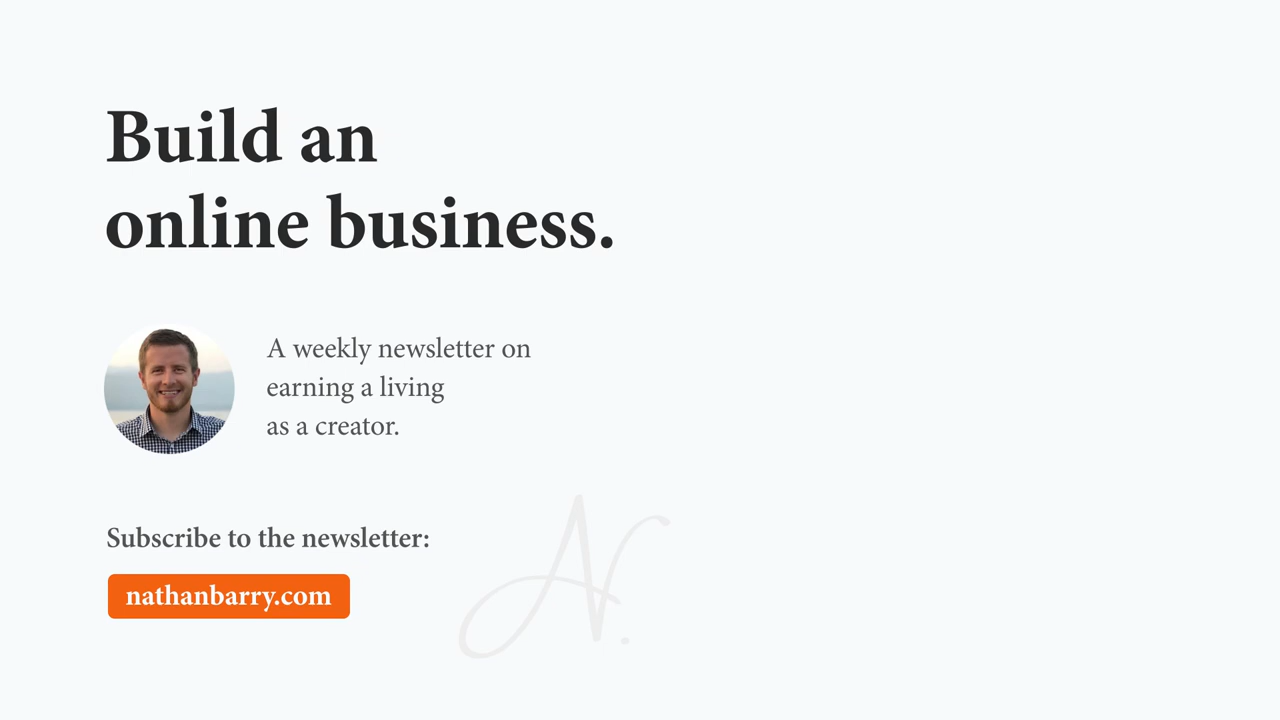 Build an
online business.
A weekly newsletter on
earning a living
as a creator.
Subscribe to the newsletter:
nathanbarry.com
N.